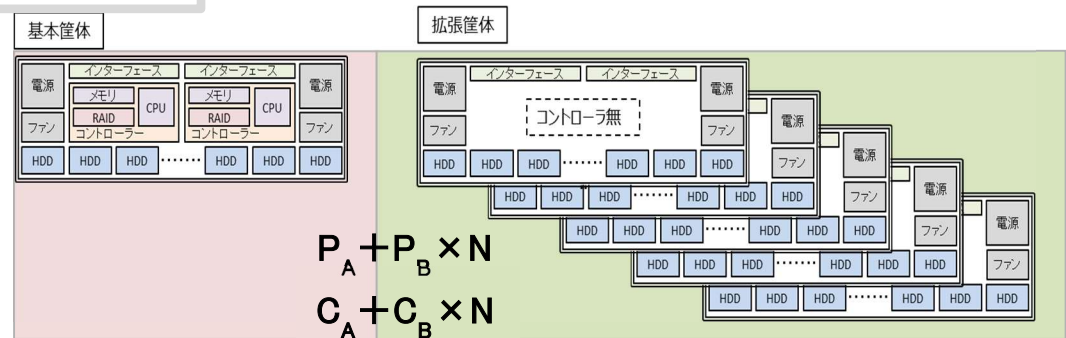 基本筐体
拡張筐体
電源 インターフェース インターフェース 電源
メモリ CPU メモリ CPU
RAID RAID
ファン コントローラー コントローラー ファン
HDD HDD HDD ······· HDD HDD HDD
電源 インターフェース インターフェース 電源
ファン コントローラ無 ファン
HDD HDD HDD ······· HDD HDD HDD
電源
ファン
HDD HDD HDD ······· HDD HDD HDD
電源
ファン
HDD HDD HDD ······· HDD HDD HDD
電源
ファン
HDD HDD HDD ······· HDD HDD HDD
電源
ファン
HDD HDD HDD ······· HDD HDD HDD
P_A+P_B×N
C_A+C_B×N